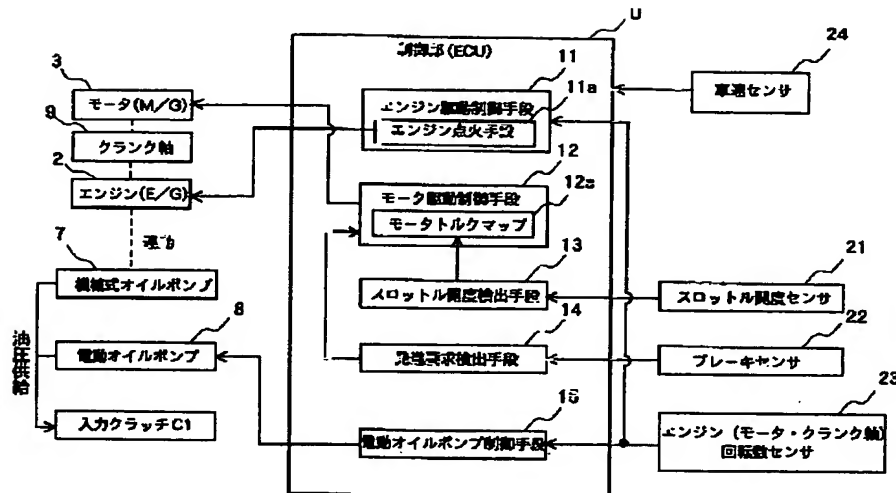 U
制御部(ECU)
24
車速センサ
3
モータ(M/G)
9
クランク軸
2
エンジン(E/G)
連動
7
機械式オイルポンプ
8
電動オイルポンプ
油圧供給
入力クラッチC1
11
エンジン駆動制御手段
11a
エンジン点火手段
12
モータ駆動制御手段
12a
モータトルクマップ
13
スロットル開度検出手段
14
発進要求検出手段
15
電動オイルポンプ制御手段
21
スロットル開度センサ
22
ブレーキセンサ
23
エンジン(モータ・クランク軸)
回転数センサ